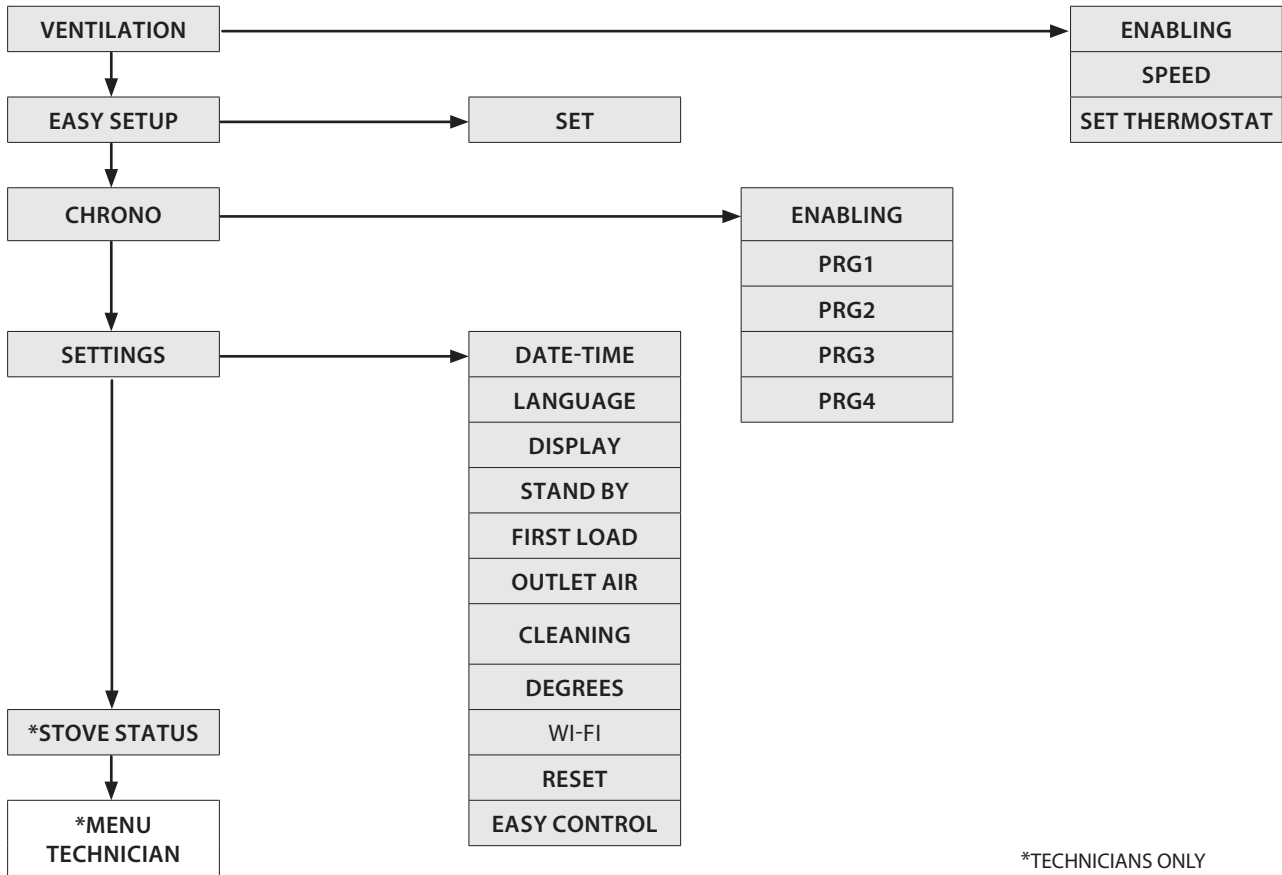 VENTILATION
ENABLING
SPEED
SET THERMOSTAT
EASY SETUP
SET
CHRONO
ENABLING
PRG1
PRG2
PRG3
PRG4
SETTINGS
DATE-TIME
LANGUAGE
DISPLAY
STAND BY
FIRST LOAD
OUTLET AIR
CLEANING
DEGREES
WI-FI
RESET
EASY CONTROL
*STOVE STATUS
*MENU
TECHNICIAN
*TECHNICIANS ONLY